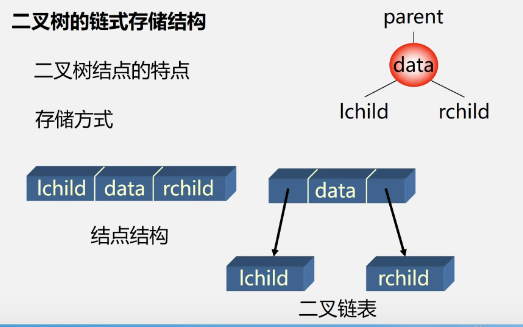 二叉树的链式存储结构
parent
二叉树结点的特点
data
lchild rchild
存储方式
lchild data rchild
data
结点结构
lchild rchild
二叉链表